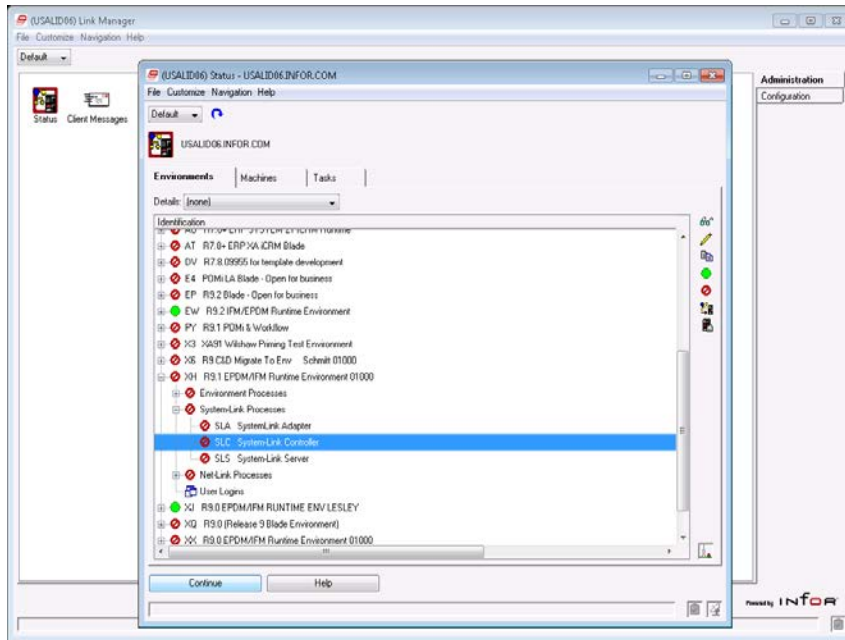 (USALID06) Link Manager
File Customize Navigation Help
Default
Status Client Messages
Administration
Configuration
(USALID06) Status - USALID06.INFOR.COM
File Customize Navigation Help
Default
USALID06.INFOR.COM
Environments Machines Tasks
Details: (none)
Identification
AT R7.8+ ERP XA iCRM Blade
DV R7.8.09955 for template development
E4 POMi LA Blade - Open for business
EP R9.2 Blade - Open for business
EW R9.2 IFM/EPDM Runtime Environment
PY R9.1 POMi & Workflow
X3 XA91 Wilshaw Priming Test Environment
X6 R9 C&D Migrate To Env Schmitt 01000
XH R9.1 EPDM/IFM Runtime Environment 01000
Environment Processes
System-Link Processes
SLA SystemLink Adapter
SLC System-Link Controller
SLS System-Link Server
Net-Link Processes
User Logins
XJ R9.0 EPDM/IFM RUNTIME ENV LESLEY
XQ R9.0 (Release 9 Blade Environment)
XX R9.0 EPDM/IFM Runtime Environment 01000
Continue Help
Powered by INFOR